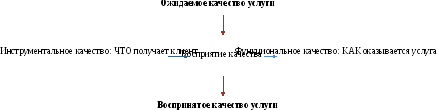 Ожидаемое качество услуги
Инструментальное качество: ЧТО получает клиент
Восприятие качества
Функциональное качество: КАК оказывается услуга
Воспринятое качество услуги